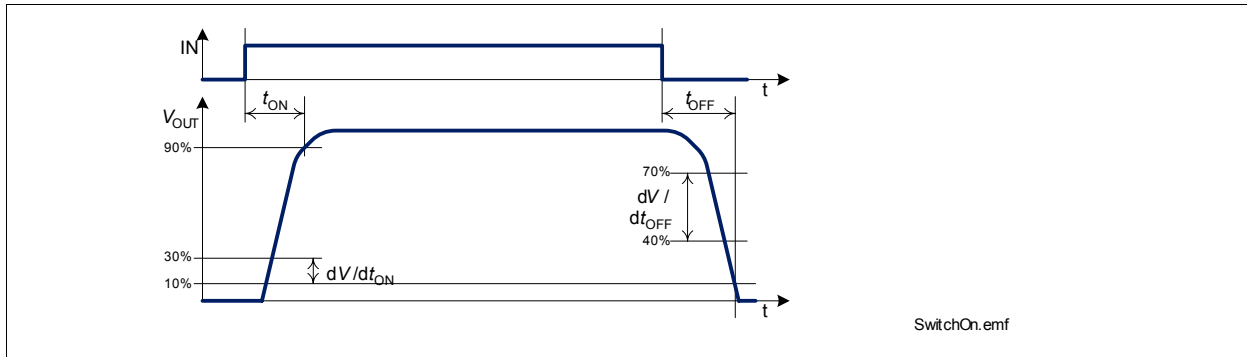 IN
t
tON
tOFF
VOUT
90%
70%
dV /
dtOFF
40%
30%
dV/dtON
10%
t
SwitchOn.emf